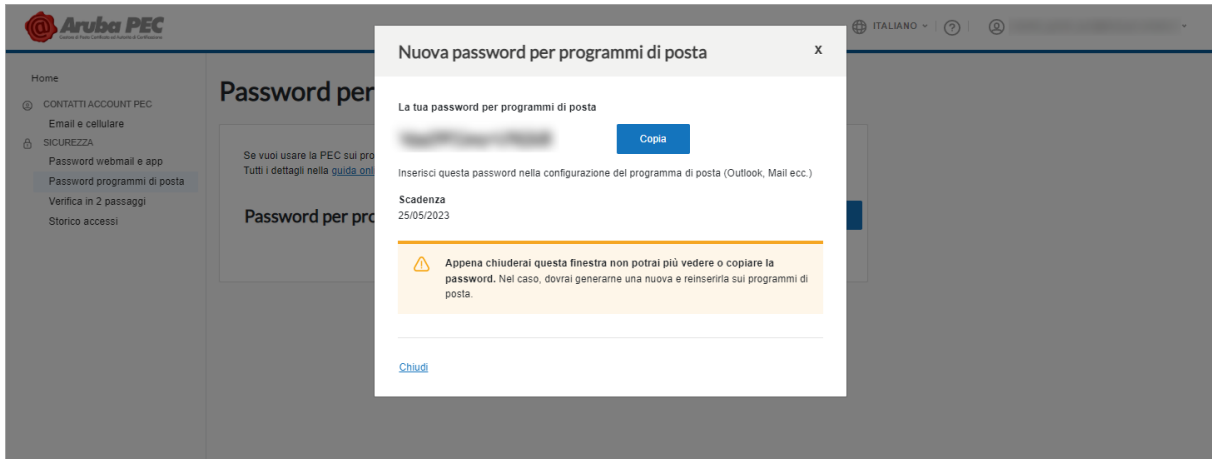 Aruba PEC
ITALIANO
Nuova password per programmi di posta
x
Home
CONTATTI ACCOUNT PEC
Email e cellulare
SICUREZZA
Password webmail e app
Password programmi di posta
Verifica in 2 passaggi
Storico accessi
Password per
Se vuoi usare la PEC sui pro
Tutti i dettagli nella guida onl
Password per pro
La tua password per programmi di posta
Copia
Inserisci questa password nella configurazione del programma di posta (Outlook, Mail ecc.)
Scadenza
25/05/2023
Appena chiuderai questa finestra non potrai più vedere o copiare la
password. Nel caso, dovrai generarne una nuova e reinserirla sui programmi di
posta.
Chiudi